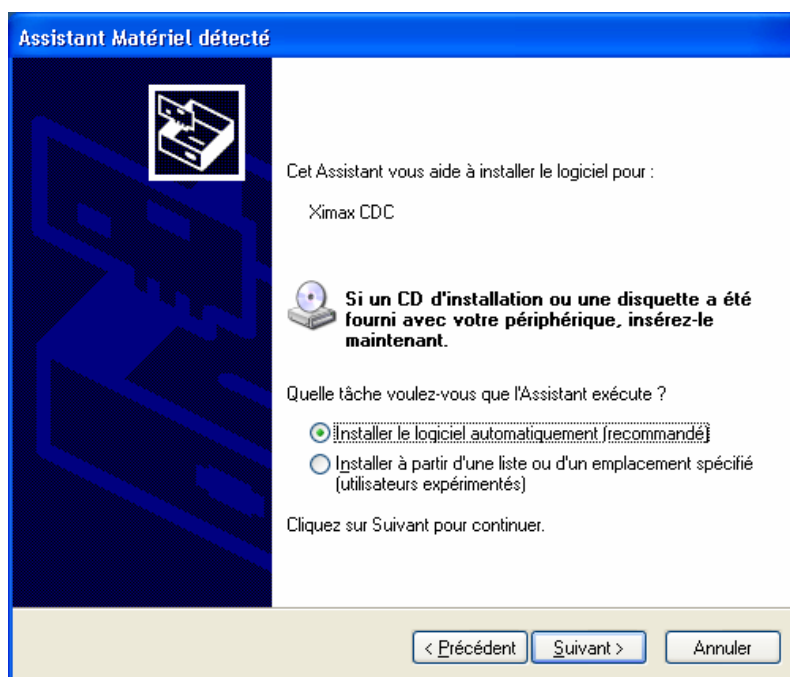 Assistant Matériel détecté
Cet Assistant vous aide à installer le logiciel pour :
Ximax CDC
Si un CD d'installation ou une disquette a été
fourni avec votre périphérique, insérez-le
maintenant.
Quelle tâche voulez-vous que l'Assistant exécute ?
Installer le logiciel automatiquement (recommandé)
Installer à partir d'une liste ou d'un emplacement spécifié
(utilisateurs expérimentés)
Cliquez sur Suivant pour continuer.
< Précédent Suivant > Annuler